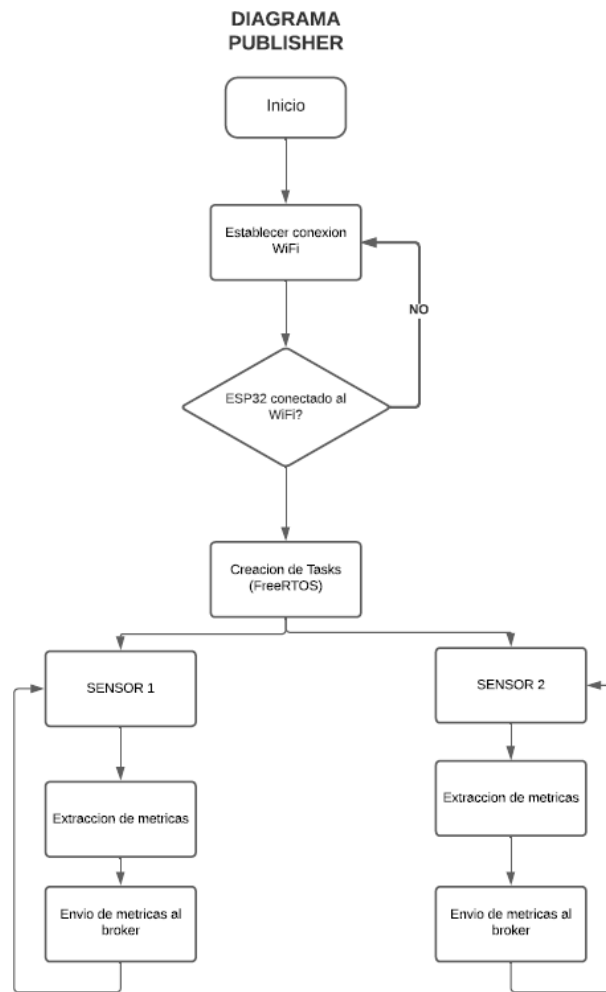 DIAGRAMA
PUBLISHER
Inicio
Establecer conexion
WiFi
NO
ESP32 conectado al
WiFi?
Creacion de Tasks
(FreeRTOS)
SENSOR 1
SENSOR 2
Extraccion de metricas
Extraccion de metricas
Envio de metricas al
broker
Envio de metricas al
broker